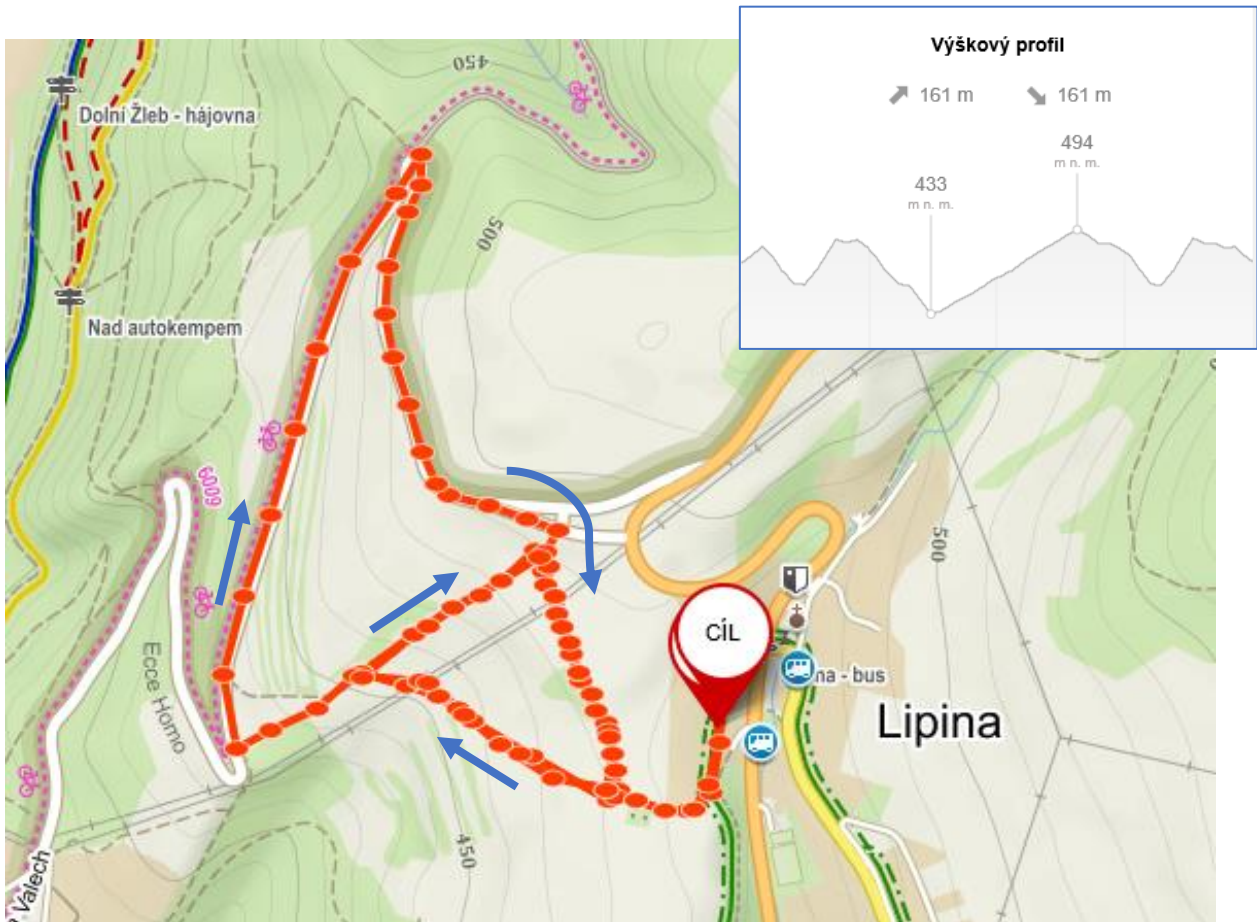 Výškový profil
161 m 161 m
494
m n. m.
433
m n. m.
450
Dolní Žleb - hájovna
500
Nad autokempem
6009
500
CÍL
na - bus
Ecce Homo
Lipina
450
Valech